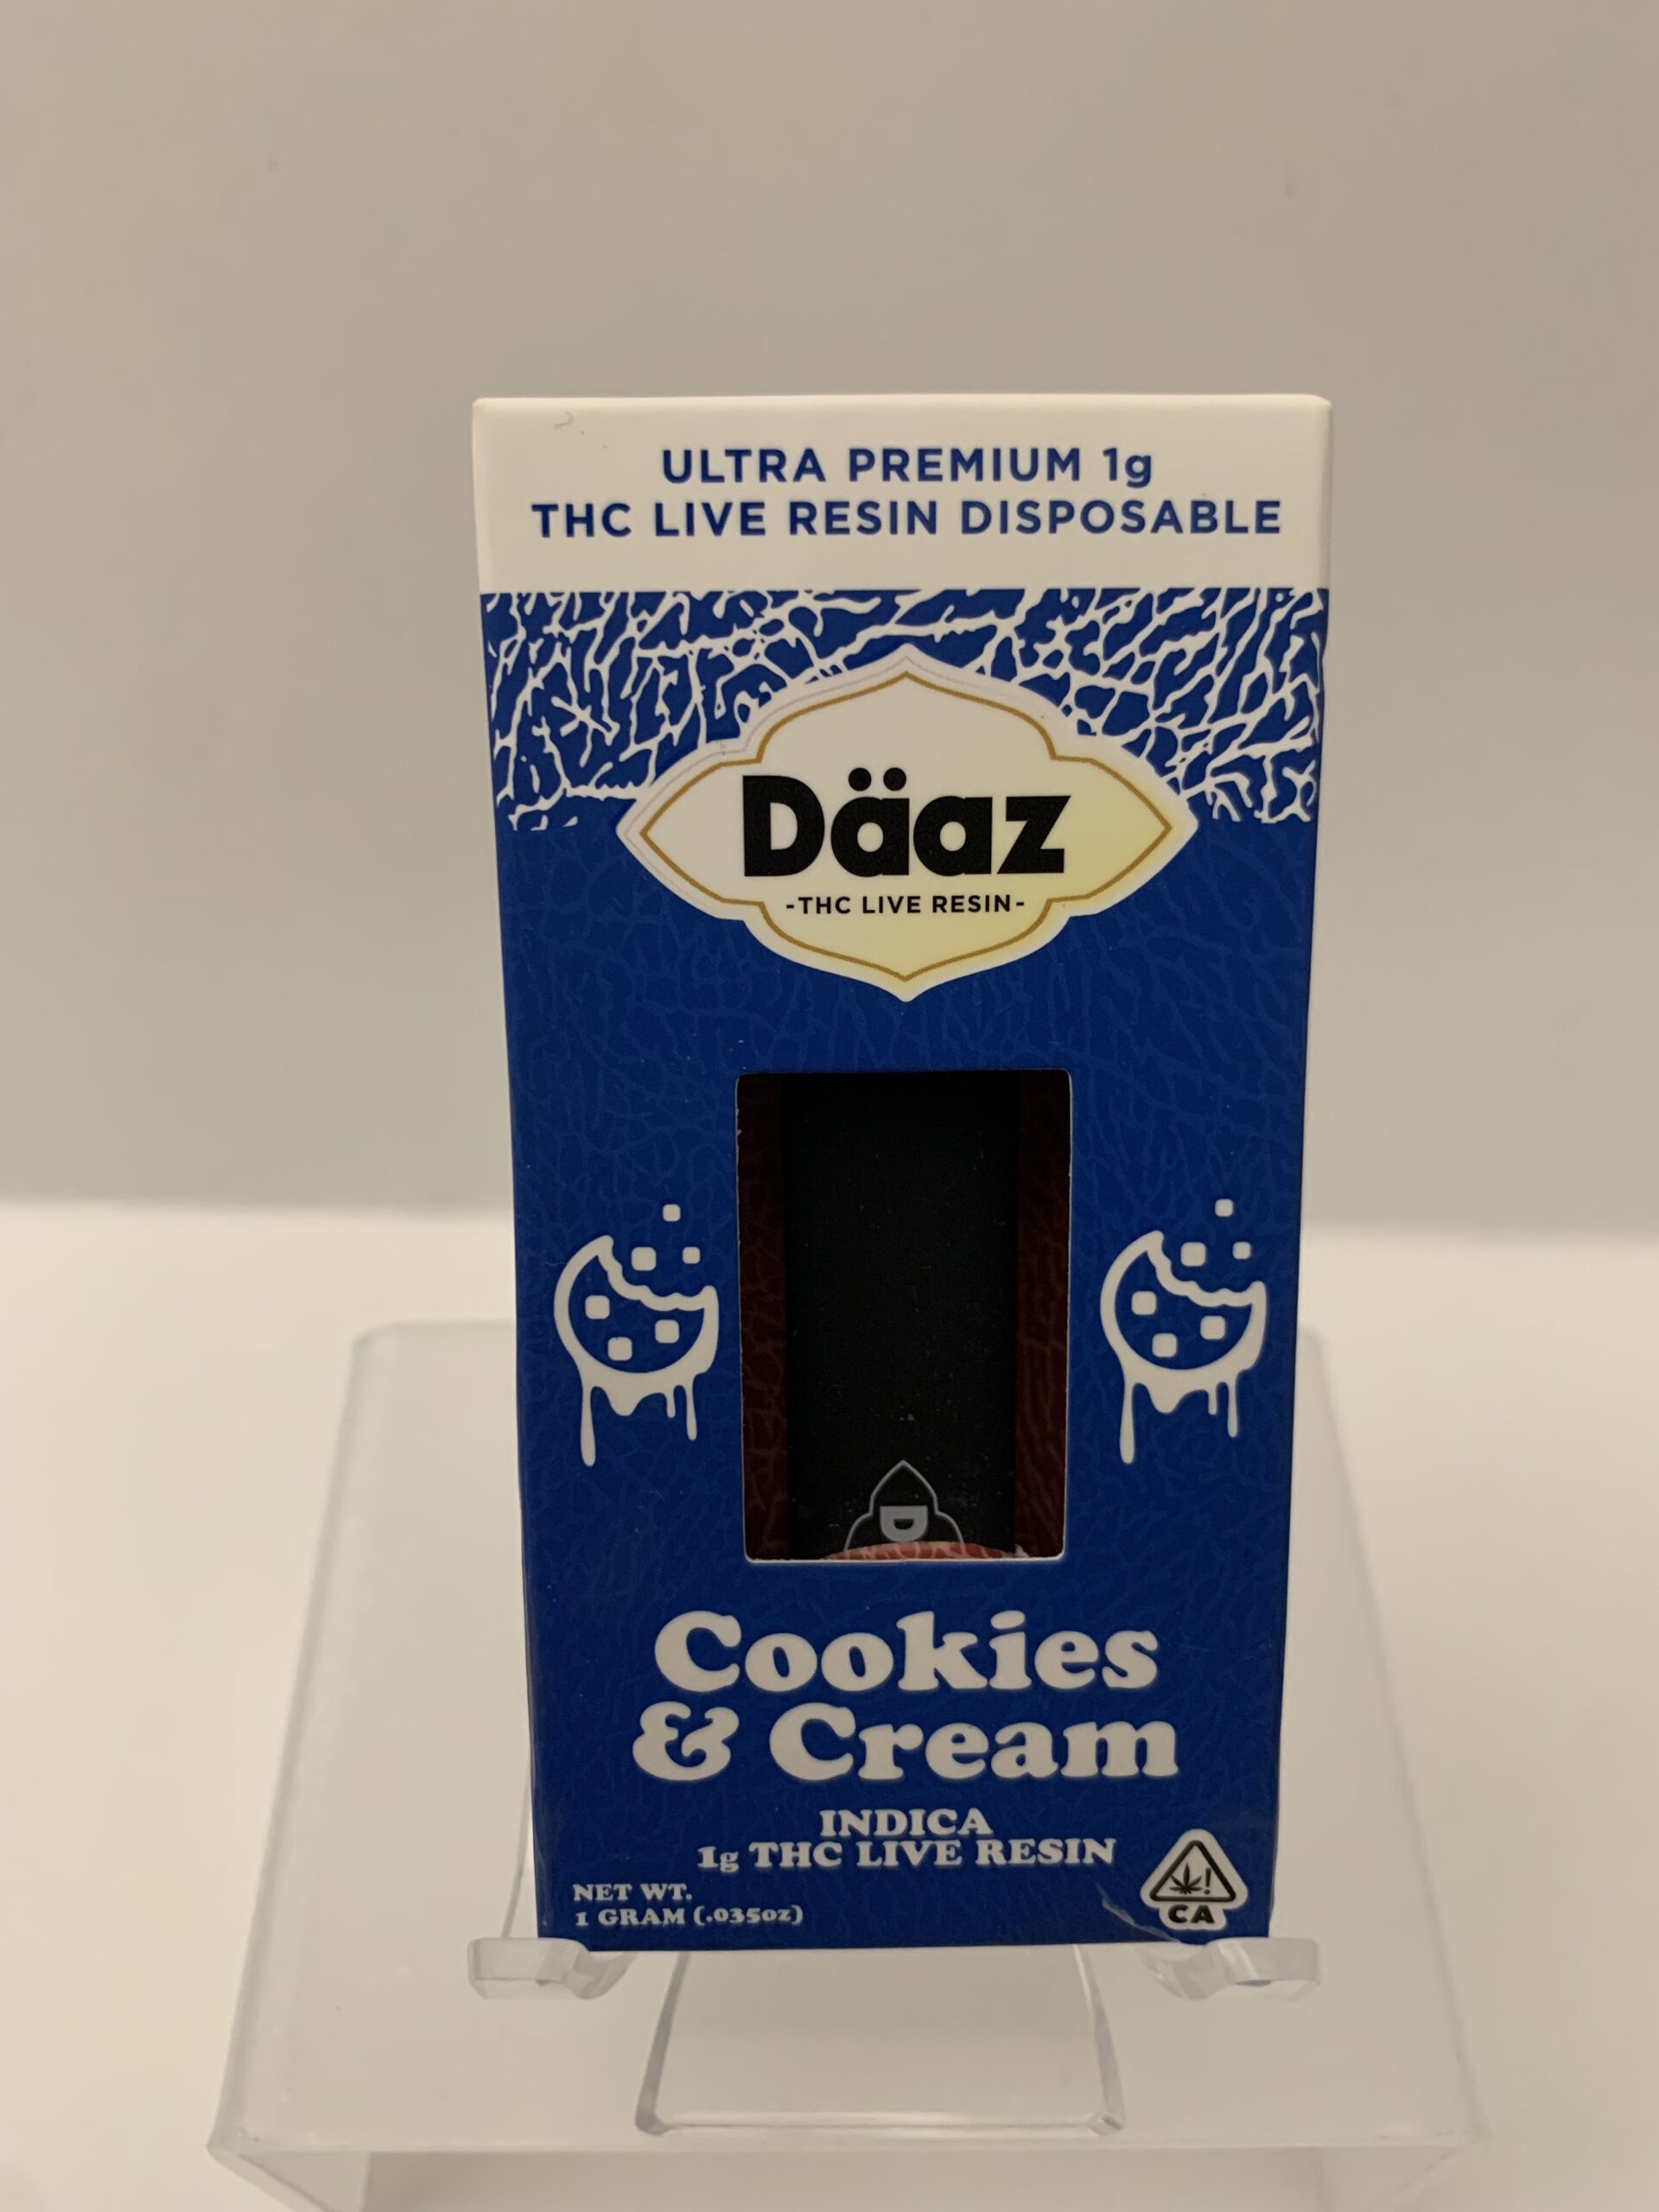 ULTRA PREMIUM 1g
THC LIVE RESIN DISPOSABLE
Däaz
-THC LIVE RESIN-
D
Cookies
& Cream
INDICA
1g THC LIVE RESIN
NET WT.
1 GRAM (.035oz)
!
CA